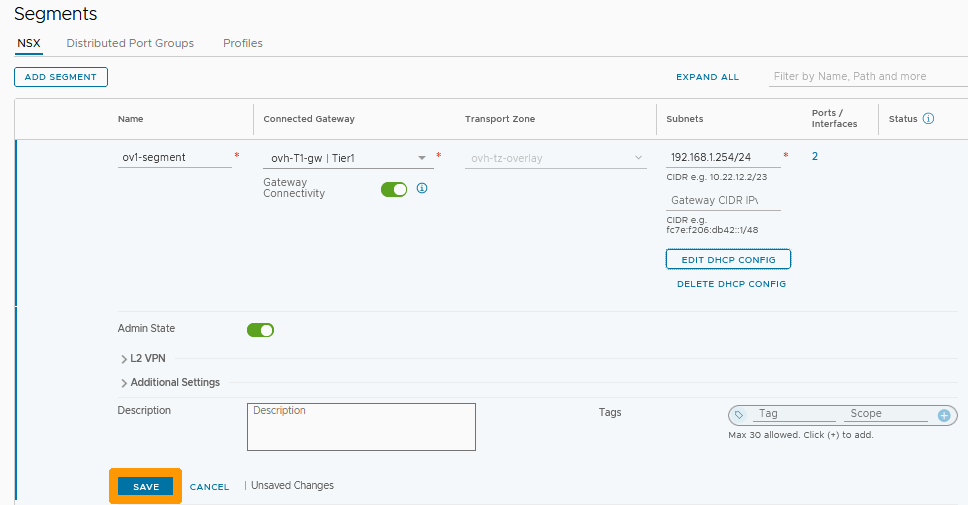 Segments
NSX Distributed Port Groups Profiles
ADD SEGMENT EXPAND ALL Filter by Name, Path and more
Name Connected Gateway Transport Zone Subnets Ports / Interfaces Status
ov1-segment * ovh-T1-gw | Tier1 * ovh-tz-overlay 192.168.1.254/24 * 2
CIDR e.g. 10.22.12.2/23
Gateway Connectivity
Gateway CIDR IPv
CIDR e.g.
fc7e:f206:db42::1/48
EDIT DHCP CONFIG
DELETE DHCP CONFIG
Admin State
L2 VPN
Additional Settings
Description Description Tags Tag Scope
Max 30 allowed. Click (+) to add.
SAVE CANCEL | Unsaved Changes